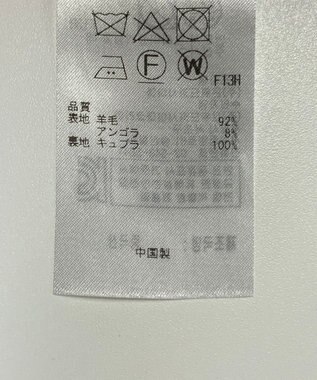 F W
F13H
品質
表地 羊毛 92%
アンゴラ 8%
裏地 キュプラ 100%
中国製